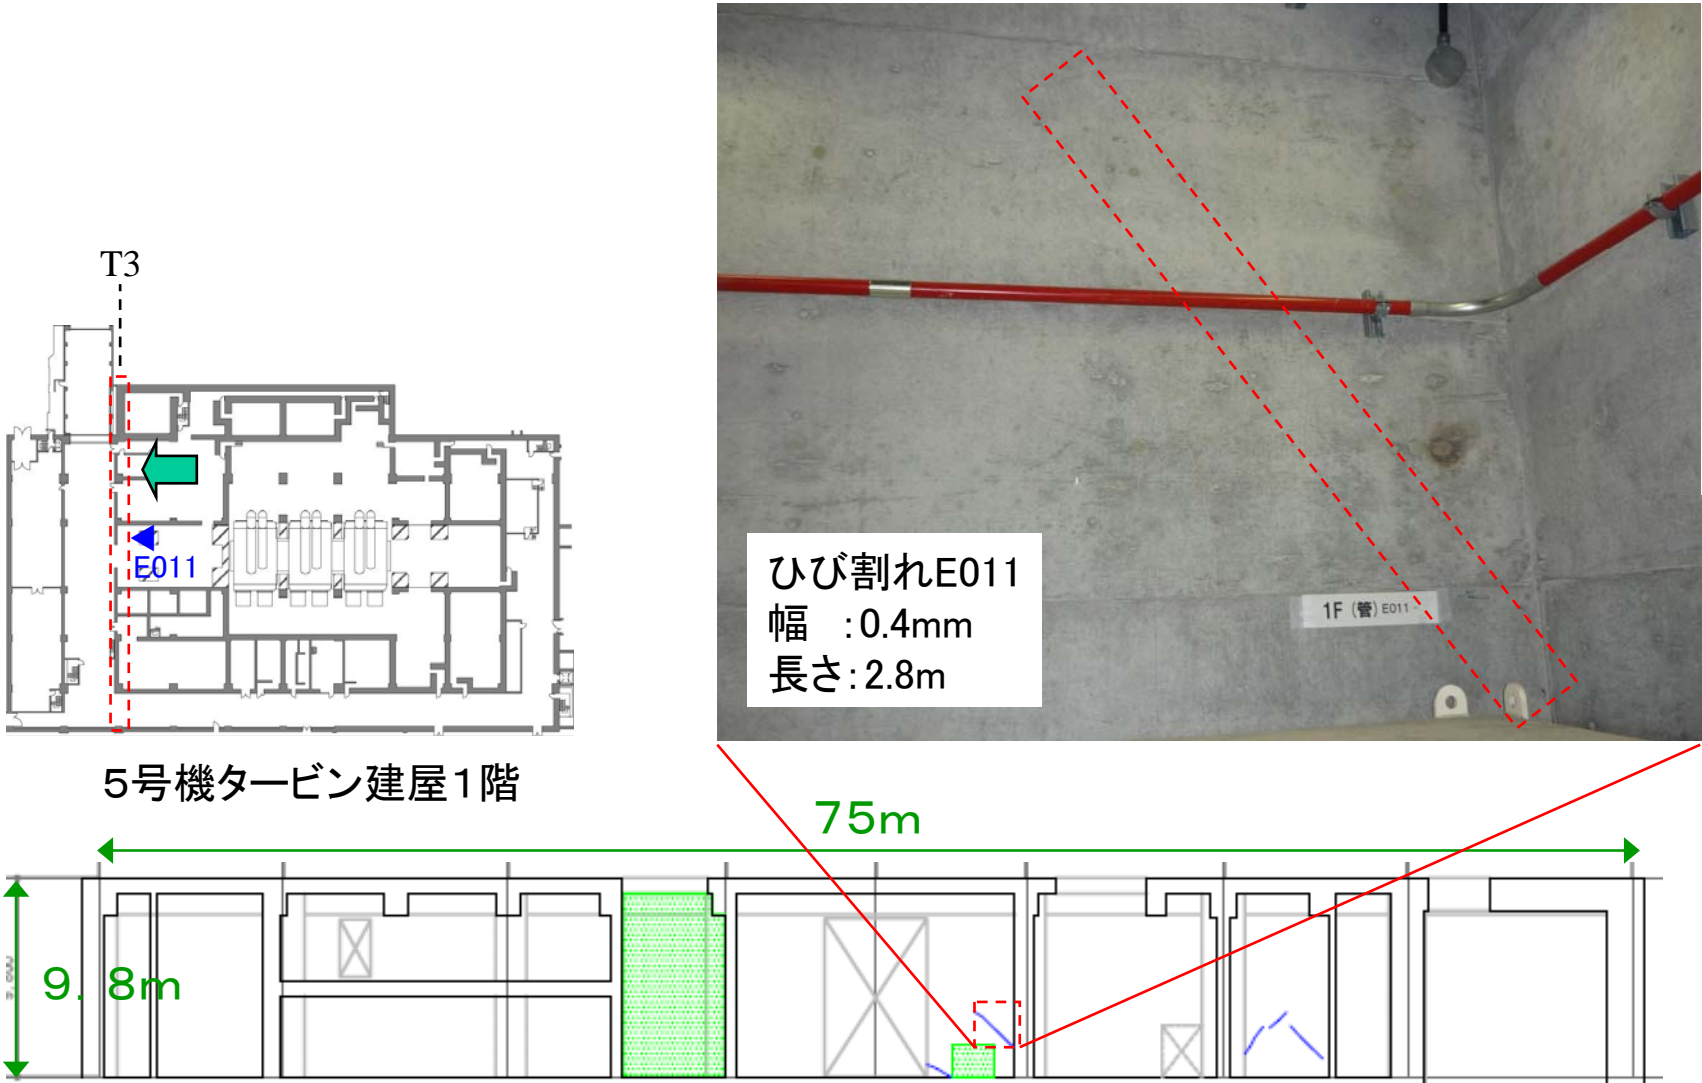 T3
E011
5号機タービン建屋1階
ひび割れE011
幅　：0.4mm
長さ：2.8m
1F（管）E011
75m
9.8m